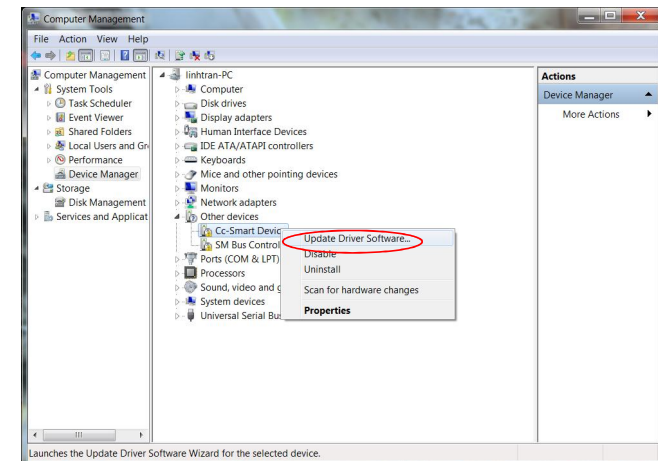 Computer Management
File Action View Help
Computer Management
System Tools
Task Scheduler
Event Viewer
Shared Folders
Local Users and Gr
Performance
Device Manager
Storage
Disk Management
Services and Applicat
linhtran-PC
Computer
Disk drives
Display adapters
Human Interface Devices
IDE ATA/ATAPI controllers
Keyboards
Mice and other pointing devices
Monitors
Network adapters
Other devices
Cc-Smart Devic
SM Bus Control
Ports (COM & LPT)
Processors
Sound, video and g
System devices
Universal Serial Bus
Update Driver Software...
Disable
Uninstall
Scan for hardware changes
Properties
Actions
Device Manager
More Actions
Launches the Update Driver Software Wizard for the selected device.